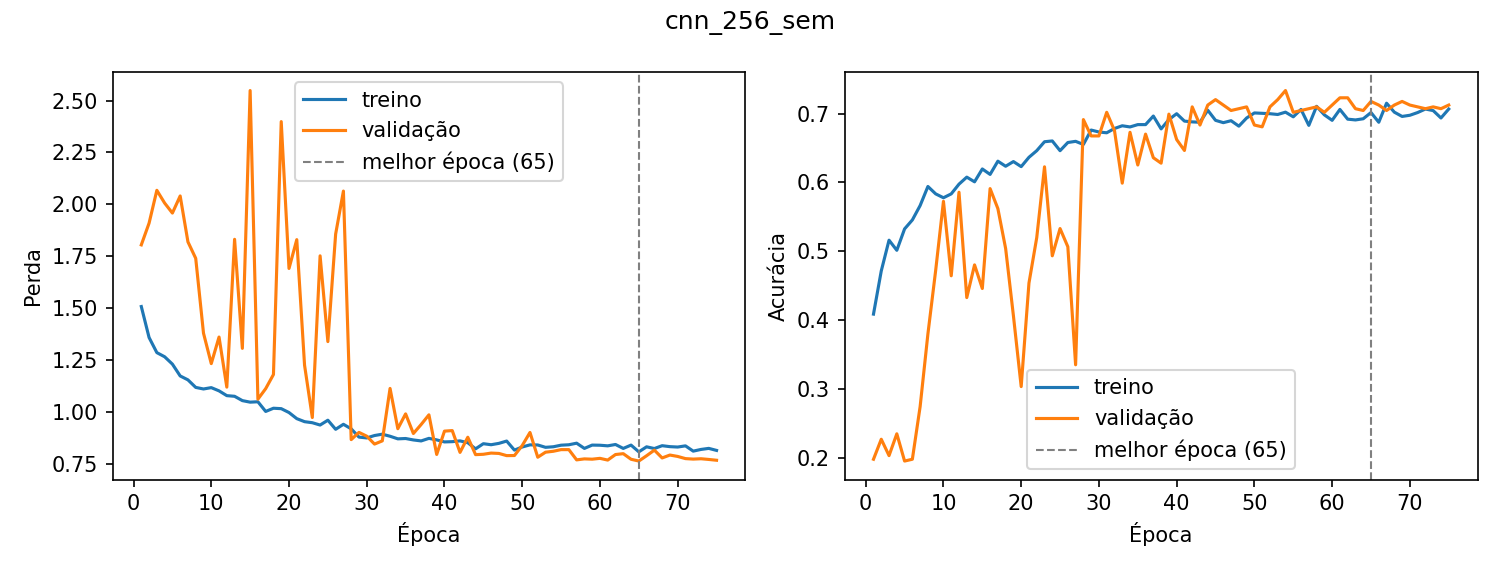 cnn_256_sem
treino
validação
melhor época (65)
Perda
2.50
2.25
2.00
1.75
1.50
1.25
1.00
0.75
0 10 20 30 40 50 60 70
Época
Acurácia
0.7
0.6
0.5
0.4
0.3
0.2
treino
validação
melhor época (65)
0 10 20 30 40 50 60 70
Época